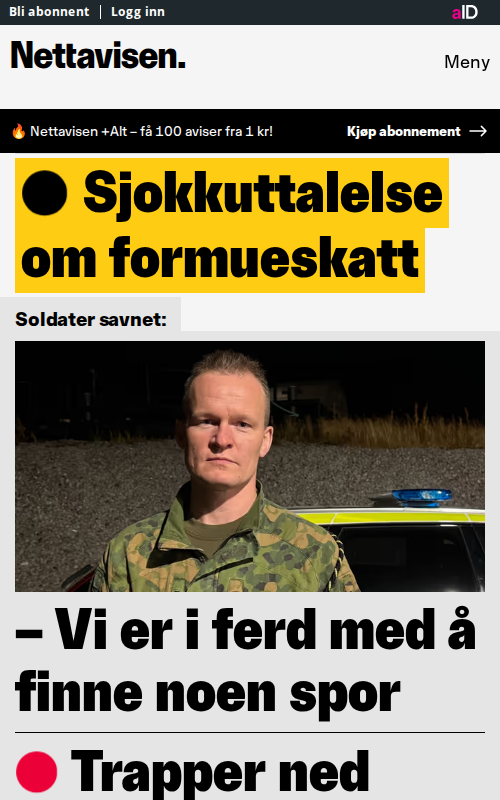 Bli abonnent
Logg inn
aID
Nettavisen.
Meny
Nettavisen +Alt – få 100 aviser fra 1 kr!
Kjøp abonnement
Sjokkuttalelse
om formueskatt
Soldater savnet:
– Vi er i ferd med å
finne noen spor
Trapper ned